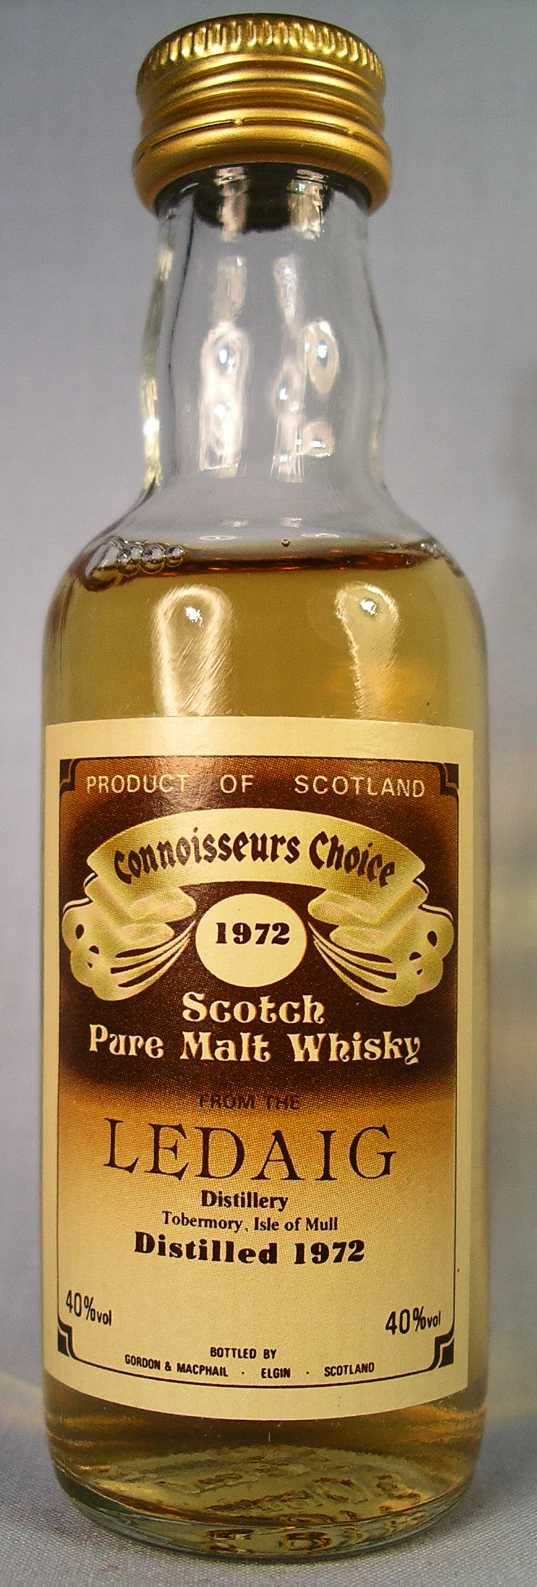 PRODUCT OF SCOTLAND
Connoisseurs Choice
1972
Scotch
Pure Malt Whisky
FROM THE
LEDAIG
Distillery
Tobermory, Isle of Mull
Distilled 1972
40%vol
40%vol
BOTTLED BY
GORDON & MACPHAIL · ELGIN · SCOTLAND